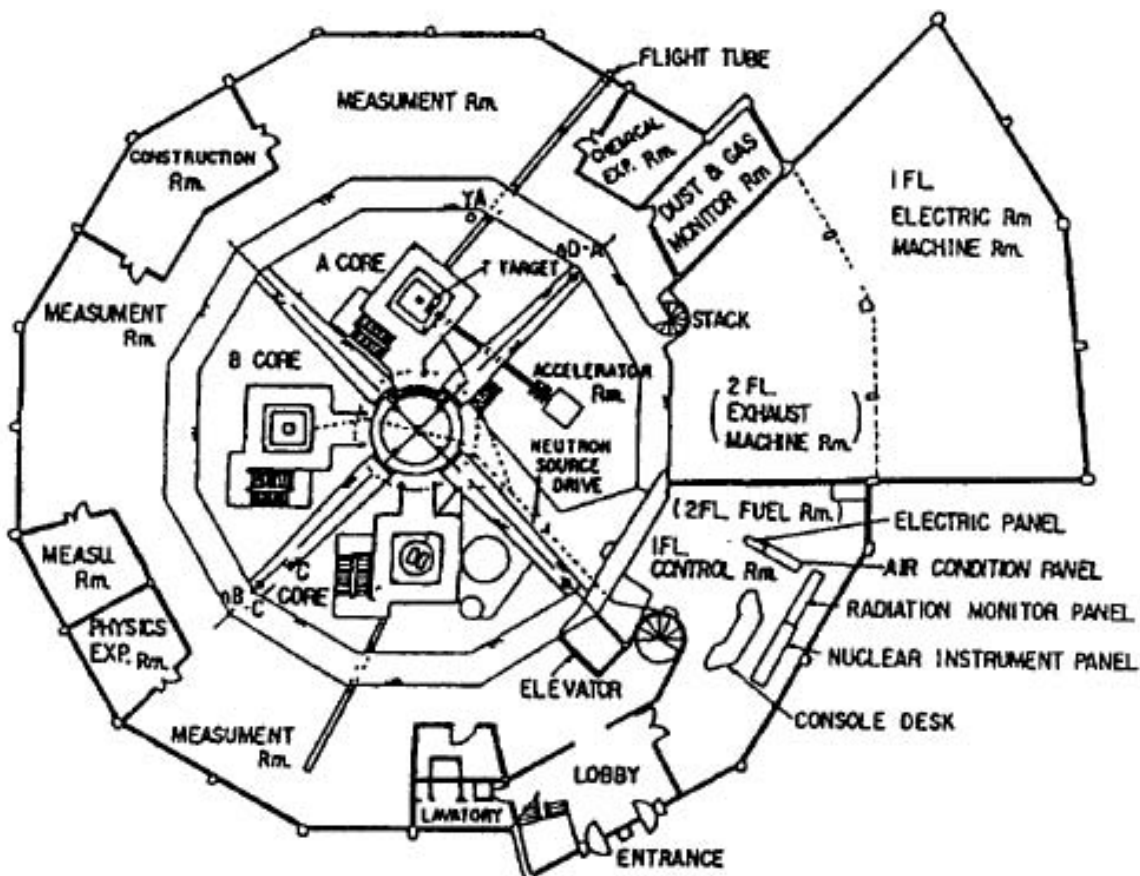 FLIGHT TUBE
MEASUMENT Rm.
CONSTRUCTION
Rm.
CHEMICAL
EXP. Rm.
DUST & GAS
MONITOR Rm
1 FL.
ELECTRIC Rm
MACHINE Rm.
YA
D-A
A CORE
T TARGET
MEASUMENT
Rm.
STACK
B CORE
ACCELERATOR
Rm.
(2 FL.
EXHAUST
MACHINE Rm.)
NEUTRON
SOURCE
DRIVE
(2FL. FUEL Rm.)
ELECTRIC PANEL
1FL.
CONTROL Rm.
AIR CONDITION PANEL
MEASU.
Rm.
C
CORE
B-C
RADIATION MONITOR PANEL
PHYSICS
EXP. Rm.
NUCLEAR INSTRUMENT PANEL
ELEVATOR
CONSOLE DESK
MEASUMENT
Rm.
LOBBY
LAVATORY
ENTRANCE